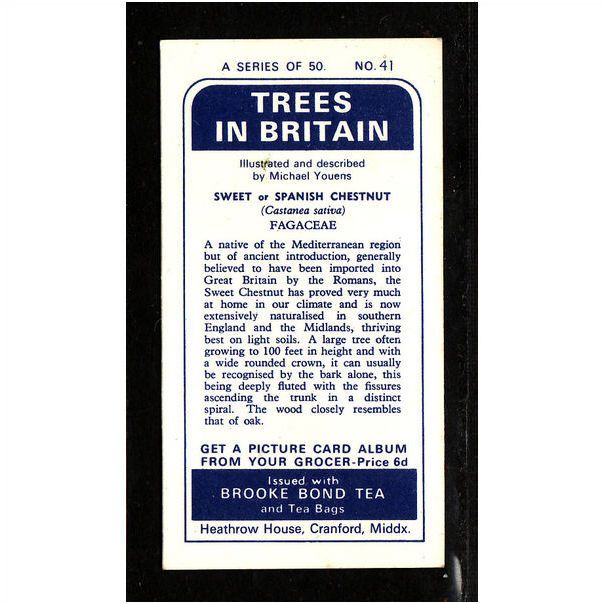 A SERIES OF 50. NO. 41
TREES
IN BRITAIN
Illustrated and described
by Michael Youens
SWEET or SPANISH CHESTNUT
(Castanea sativa)
FAGACEAE
A native of the Mediterranean region
but of ancient introduction, generally
believed to have been imported into
Great Britain by the Romans, the
Sweet Chestnut has proved very much
at home in our climate and is now
extensively naturalised in southern
England and the Midlands, thriving
best on light soils. A large tree often
growing to 100 feet in height and with
a wide rounded crown, it can usually
be recognised by the bark alone, this
being deeply fluted with the fissures
ascending the trunk in a distinct
spiral. The wood closely resembles
that of oak.
GET A PICTURE CARD ALBUM
FROM YOUR GROCER-Price 6d
Issued with
BROOKE BOND TEA
and Tea Bags
Heathrow House, Cranford, Middx.